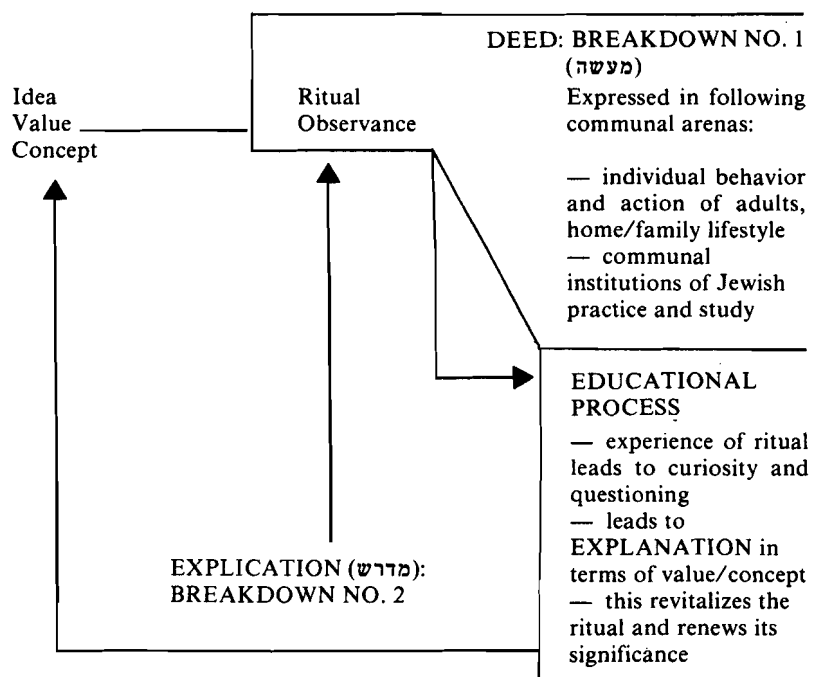 DEED: BREAKDOWN NO. 1
(מעשה)
Expressed in following
communal arenas:
— individual behavior
and action of adults,
home/family lifestyle
— communal
institutions of Jewish
practice and study
Idea
Value
Concept
Ritual
Observance
EDUCATIONAL
PROCESS
— experience of ritual
leads to curiosity and
questioning
— leads to
EXPLANATION in
terms of value/concept
— this revitalizes the
ritual and renews its
significance
EXPLICATION (מדרש):
BREAKDOWN NO. 2